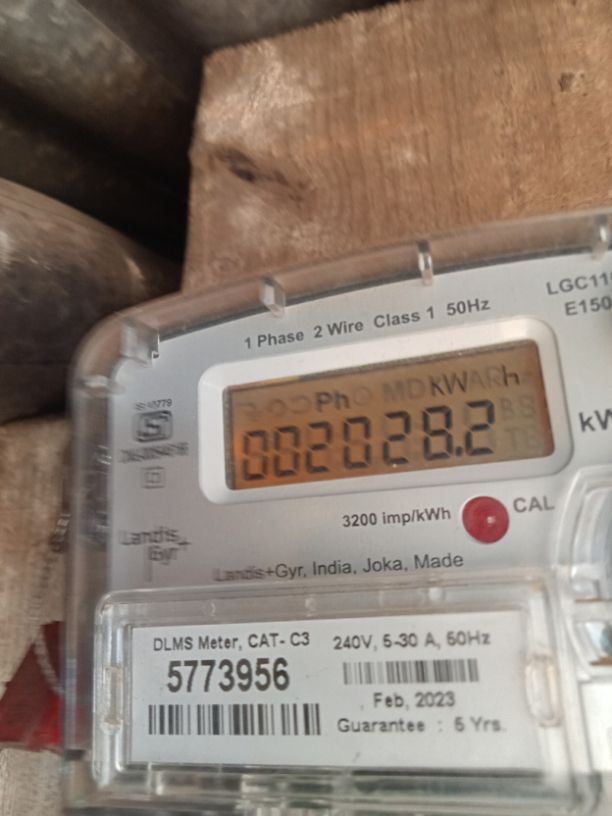 LGC11
E150
1 Phase 2 Wire Class 1 50Hz
Ph MD KWARh
002028.2
kW
3200 imp/kWh
CAL
Landis
Gyr+
Landis+Gyr, India, Joka, Made
DLMS Meter, CAT- C3
5773956
240V, 5-30 A, 50Hz
Feb, 2023
Guarantee : 5 Yrs.